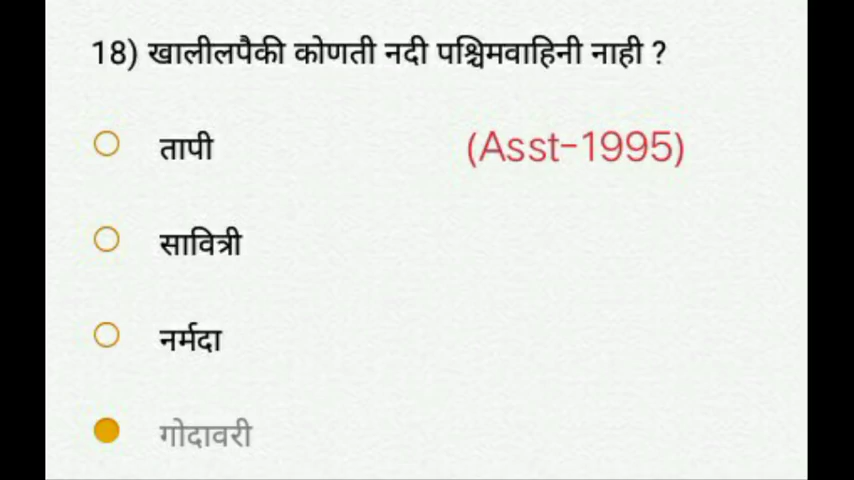 18) खालीलपैकी कोणती नदी पश्चिमवाहिनी नाही ?
तापी
(Asst-1995)
सावित्री
नर्मदा
गोदावरी